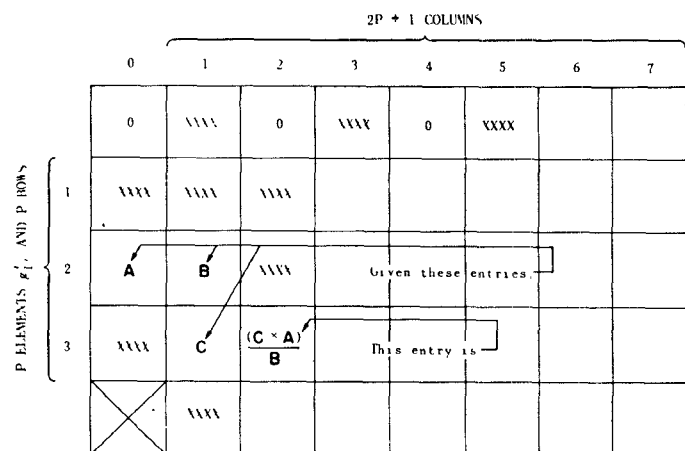 2P + 1 COLUMNS
0 1 2 3 4 5 6 7
0 XXXX 0 XXXX 0 XXXX
P ELEMENTS g'i, AND P ROWS
1 XXXX XXXX XXXX
2 A B XXXX Given these entries,
3 XXXX C (C × A) This entry is
B
XXXX